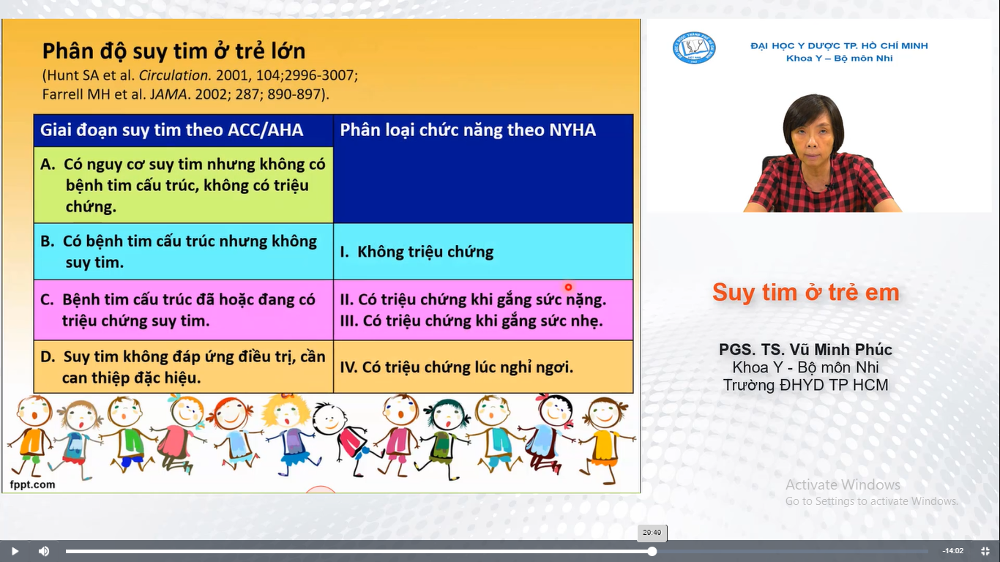 Phân độ suy tim ở trẻ lớn
(Hunt SA et al. Circulation. 2001, 104;2996-3007;
Farrell MH et al. JAMA. 2002; 287; 890-897).
Giai đoạn suy tim theo ACC/AHA
Phân loại chức năng theo NYHA
A. Có nguy cơ suy tim nhưng không có
bệnh tim cấu trúc, không có triệu
chứng.
B. Có bệnh tim cấu trúc nhưng không
suy tim.
I. Không triệu chứng
C. Bệnh tim cấu trúc đã hoặc đang có
triệu chứng suy tim.
II. Có triệu chứng khi gắng sức nặng.
III. Có triệu chứng khi gắng sức nhẹ.
D. Suy tim không đáp ứng điều trị, cần
can thiệp đặc hiệu.
IV. Có triệu chứng lúc nghỉ ngơi.
fppt.com
ĐẠI HỌC Y DƯỢC TP. HỒ CHÍ MINH
Khoa Y – Bộ môn Nhi
Suy tim ở trẻ em
PGS. TS. Vũ Minh Phúc
Khoa Y - Bộ môn Nhi
Trường ĐHYD TP HCM
Activate Windows
Go to Settings to activate Windows.
29:49
-14:02